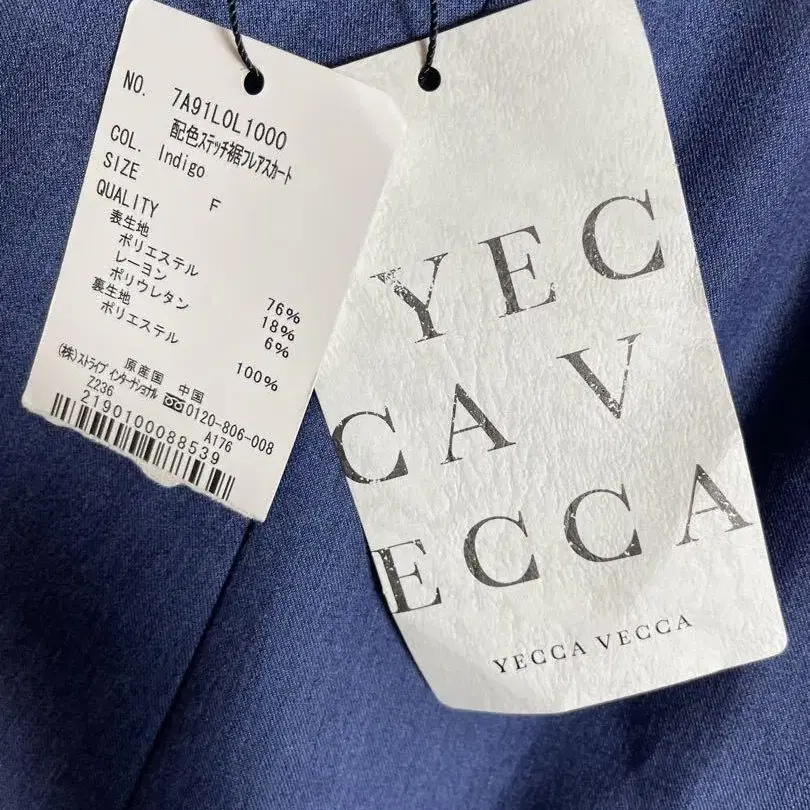 NO. 7A91L0L1000
配色ステッチ裾フレアスカート
COL. Indigo
SIZE F
QUALITY
表生地
ポリエステル 76%
レーヨン 18%
ポリウレタン 6%
裏生地
ポリエステル 100%
原産国 中国
(株)ストライプ インターナショナル 0120-806-008
Z236 A176
2190100088539
YEC
CA V
ECCA
YECCA VECCA